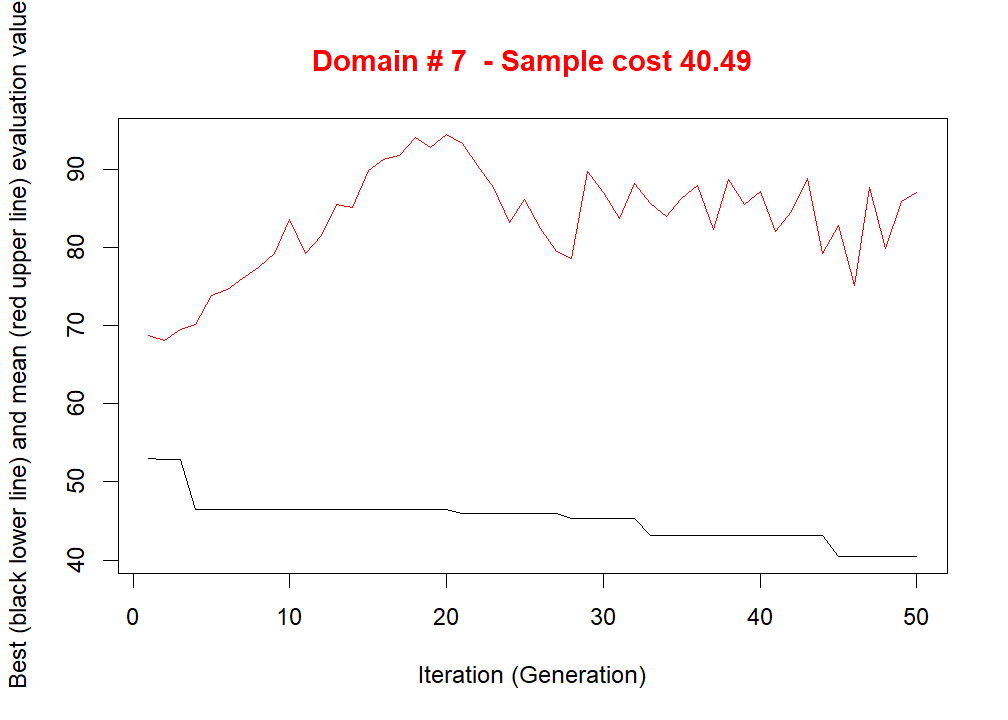 Domain # 7  - Sample cost 40.49
Best (black lower line) and mean (red upper line) evaluation value
90
80
70
60
50
40
0 10 20 30 40 50
Iteration (Generation)